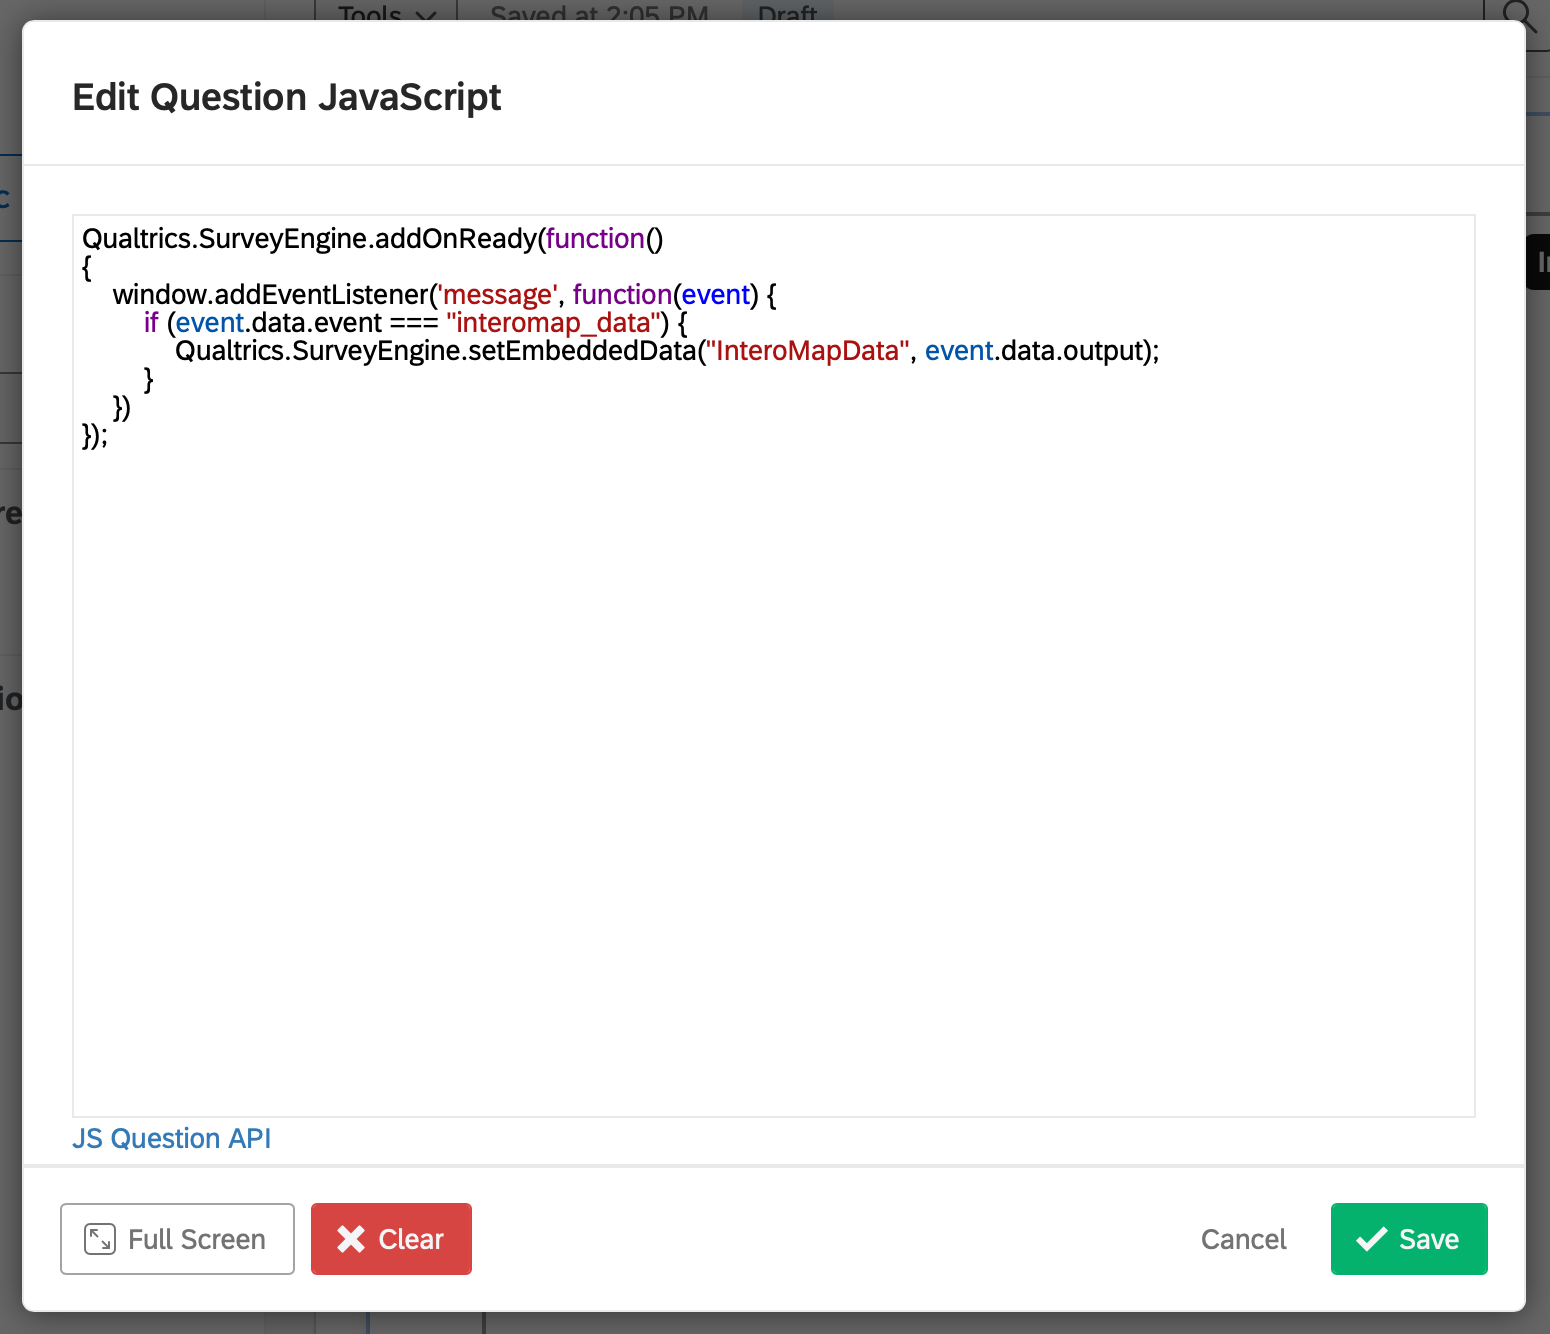 Tools Saved at 2:05 PM Draft
Edit Question JavaScript
Qualtrics.SurveyEngine.addOnReady(function()
{
window.addEventListener('message', function(event) {
if (event.data.event === "interomap_data") {
Qualtrics.SurveyEngine.setEmbeddedData("InteroMapData", event.data.output);
}
})
});
JS Question API
Full Screen
Clear
Cancel
Save